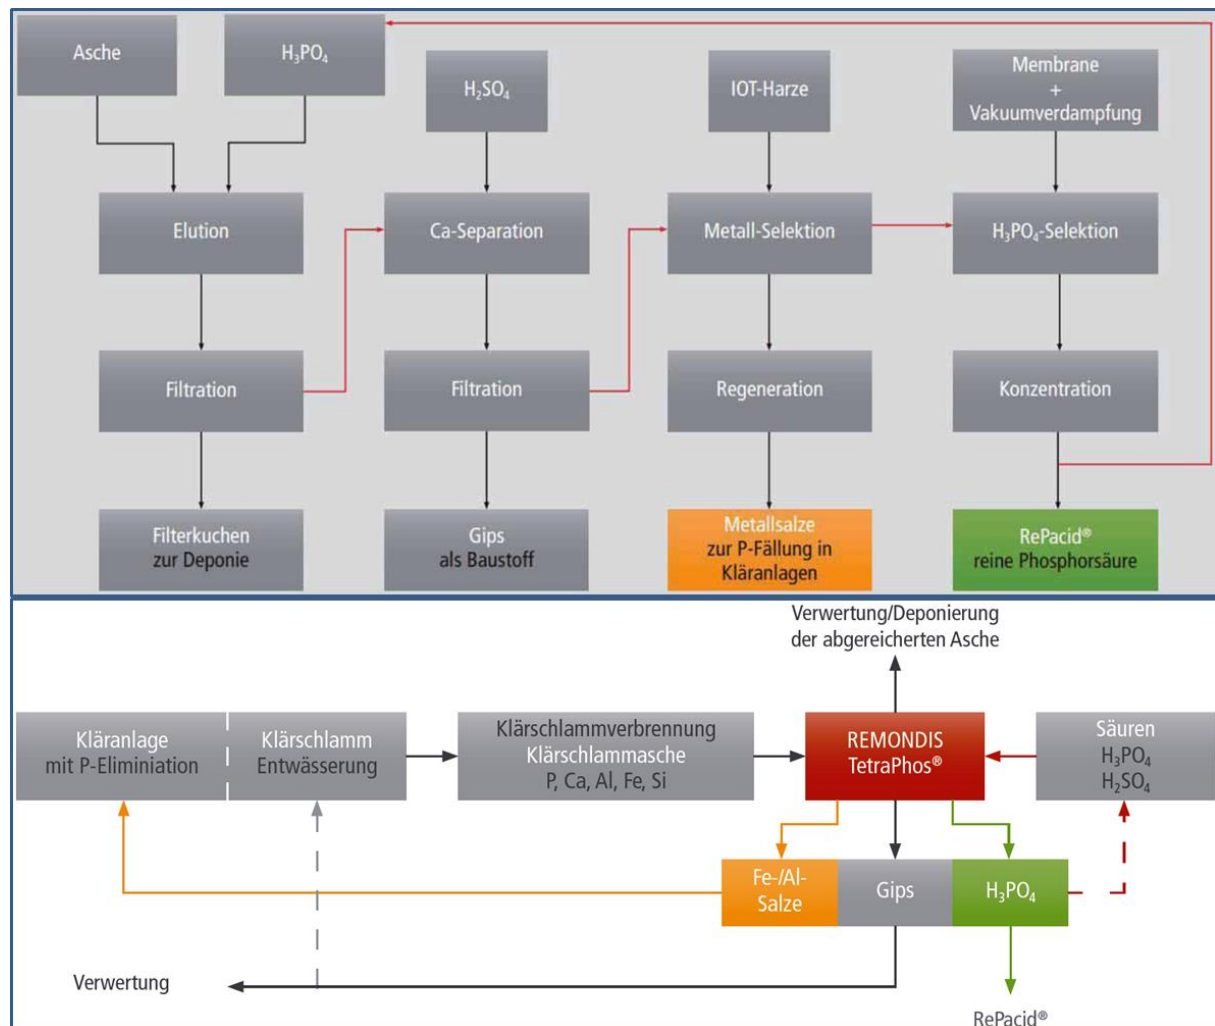 Asche
H₃PO₄
H₂SO₄
IOT-Harze
Membrane
+
Vakuumverdampfung
Elution
Ca-Separation
Metall-Selektion
H₃PO₄-Selektion
Filtration
Filtration
Regeneration
Konzentration
Filterkuchen
zur Deponie
Gips
als Baustoff
Metallsalze
zur P-Fällung in
Kläranlagen
RePacid®
reine Phosphorsäure
Verwertung/Deponierung
der abgereicherten Asche
Kläranlage
mit P-Eliminiation
Klärschlamm
Entwässerung
Klärschlammverbrennung
Klärschlammasche
P, Ca, Al, Fe, Si
REMONDIS
TetraPhos®
Säuren
H₃PO₄
H₂SO₄
Fe-/Al-
Salze
Gips
H₃PO₄
Verwertung
RePacid®